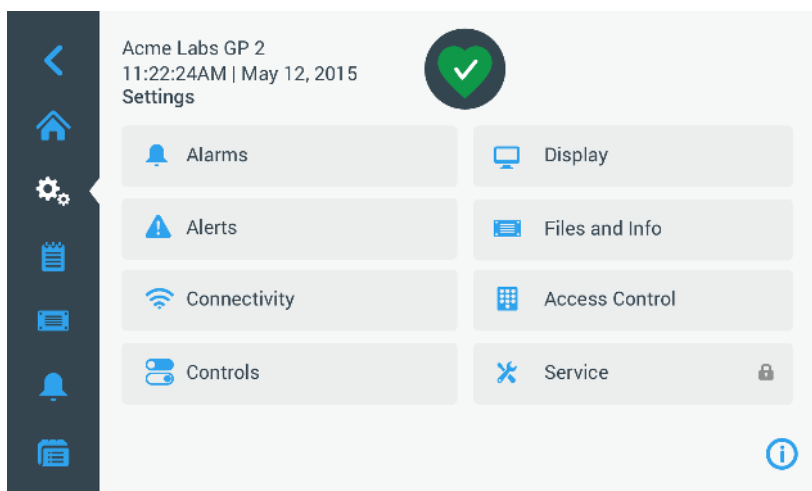 Acme Labs GP 2
11:22:24AM | May 12, 2015
Settings
Alarms
Display
Alerts
Files and Info
Connectivity
Access Control
Controls
Service